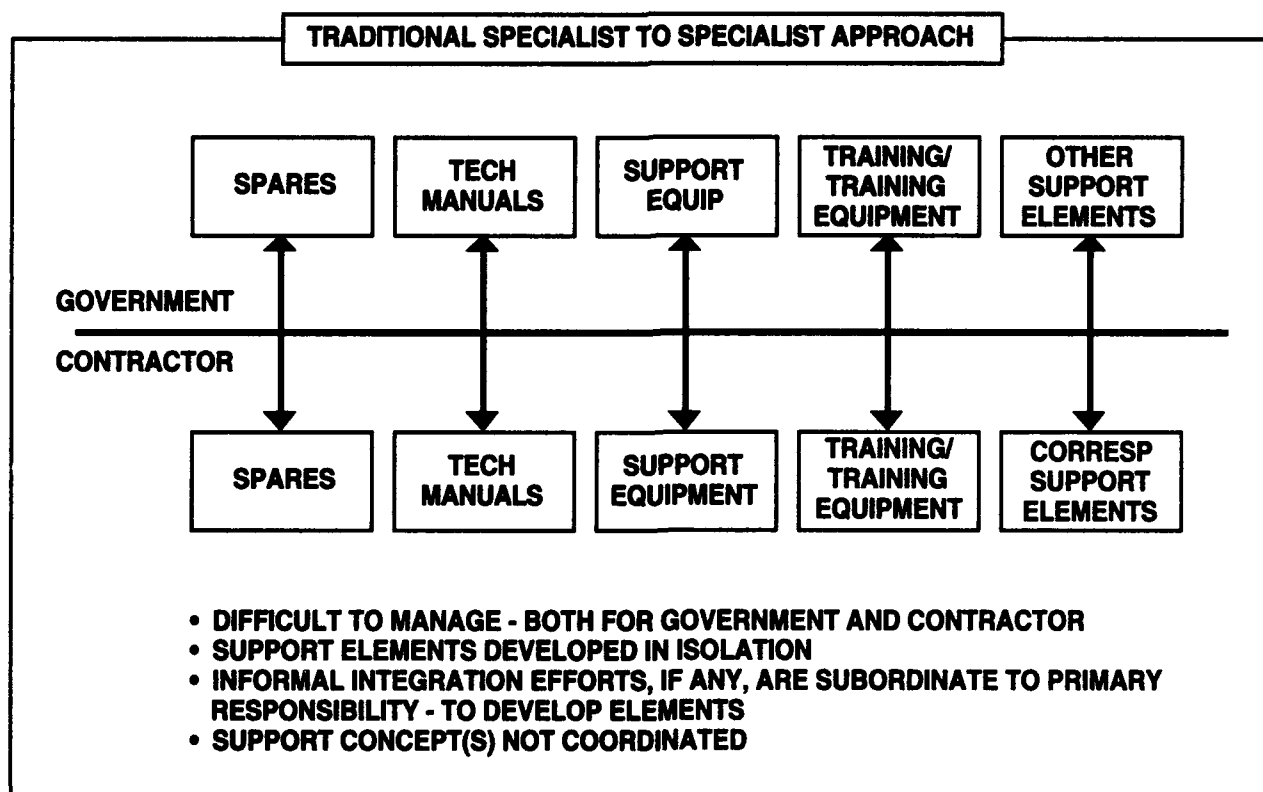 TRADITIONAL SPECIALIST TO SPECIALIST APPROACH
SPARES
TECH
MANUALS
SUPPORT
EQUIP
TRAINING/
TRAINING
EQUIPMENT
OTHER
SUPPORT
ELEMENTS
GOVERNMENT
CONTRACTOR
SPARES
TECH
MANUALS
SUPPORT
EQUIPMENT
TRAINING/
TRAINING
EQUIPMENT
CORRESP
SUPPORT
ELEMENTS
• DIFFICULT TO MANAGE - BOTH FOR GOVERNMENT AND CONTRACTOR
• SUPPORT ELEMENTS DEVELOPED IN ISOLATION
• INFORMAL INTEGRATION EFFORTS, IF ANY, ARE SUBORDINATE TO PRIMARY
RESPONSIBILITY - TO DEVELOP ELEMENTS
• SUPPORT CONCEPT(S) NOT COORDINATED